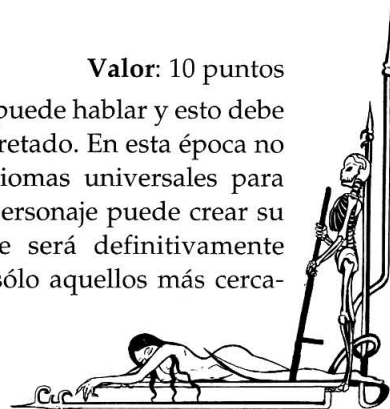 Valor: 10 puntos
puede hablar y esto debe
retado. En esta época no
iomas universales para
ersonaje puede crear su
e será definitivamente
sólo aquellos más cerca-